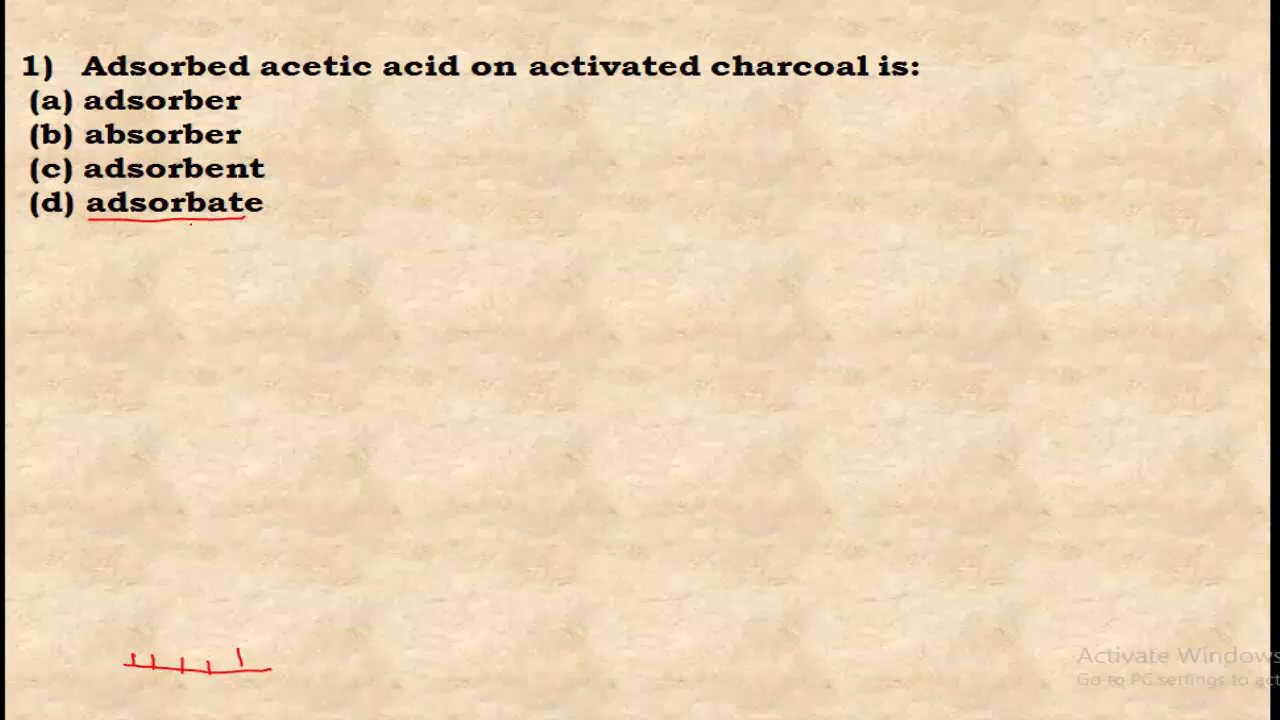 1) Adsorbed acetic acid on activated charcoal is:
(a) adsorber
(b) absorber
(c) adsorbent
(d) adsorbate
Activate Windows
Go to PC settings to act